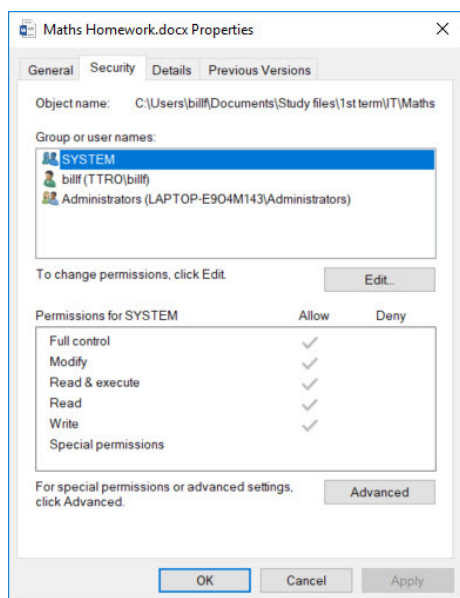 Maths Homework.docx Properties
General Security Details Previous Versions
Object name: C:\Users\billf\Documents\Study files\1st term\IT\Maths
Group or user names:
SYSTEM
billf (TTRO\billf)
Administrators (LAPTOP-E9O4M143\Administrators)
To change permissions, click Edit.
Edit...
Permissions for SYSTEM Allow Deny
Full control
Modify
Read & execute
Read
Write
Special permissions
For special permissions or advanced settings,
click Advanced.
Advanced
OK Cancel Apply